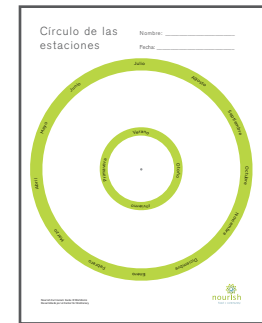 Círculo de las
estaciones
Nombre:
Fecha:
Julio
Agosto
Septiembre
Octubre
Noviembre
Diciembre
Enero
Febrero
Marzo
Abril
Mayo
Junio
Verano
Otoño
Invierno
Primavera
nourish